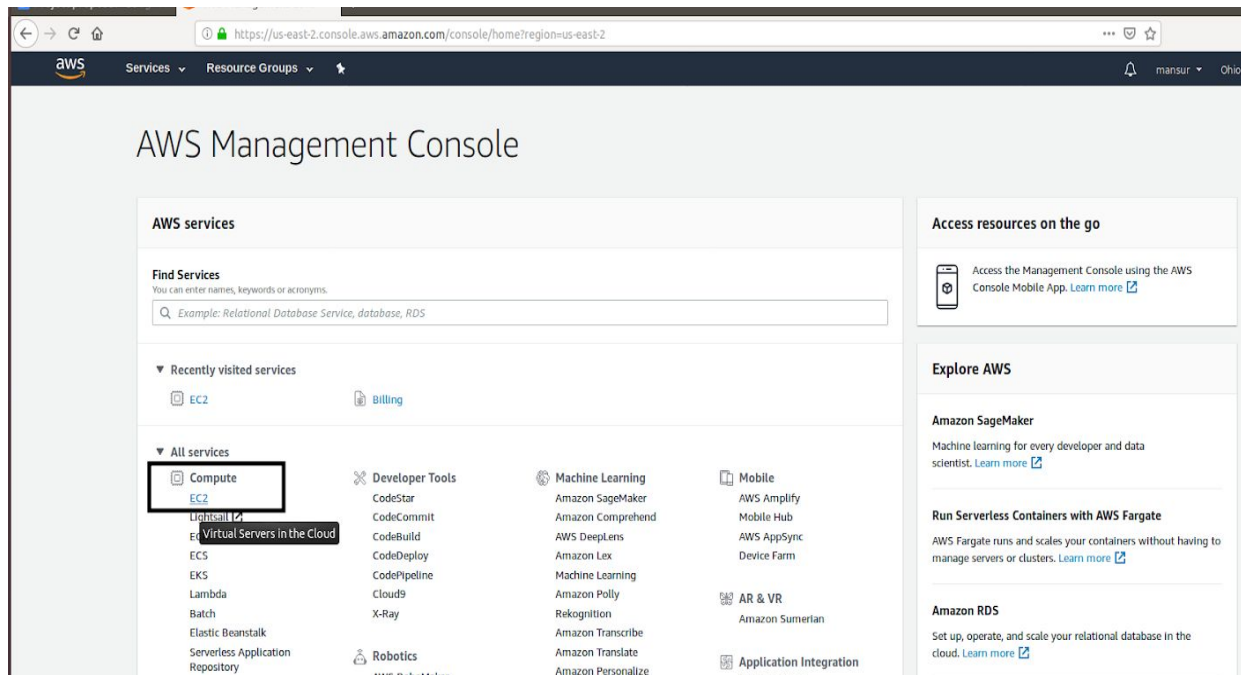 https://us-east-2.console.aws.amazon.com/console/home?region=us-east-2
aws
Services
Resource Groups
mansur
Ohio
AWS Management Console
AWS services
Find Services
You can enter names, keywords or acronyms.
Example: Relational Database Service, database, RDS
Recently visited services
EC2
Billing
All services
Compute
EC2
Lightsail
Virtual Servers in the Cloud
ECS
EKS
Lambda
Batch
Elastic Beanstalk
Serverless Application
Repository
Developer Tools
CodeStar
CodeCommit
CodeBuild
CodeDeploy
CodePipeline
Cloud9
X-Ray
Robotics
Machine Learning
Amazon SageMaker
Amazon Comprehend
AWS DeepLens
Amazon Lex
Machine Learning
Amazon Polly
Rekognition
Amazon Transcribe
Amazon Translate
Amazon Personalize
Mobile
AWS Amplify
Mobile Hub
AWS AppSync
Device Farm
AR & VR
Amazon Sumerian
Application Integration
Access resources on the go
Access the Management Console using the AWS
Console Mobile App. Learn more
Explore AWS
Amazon SageMaker
Machine learning for every developer and data
scientist. Learn more
Run Serverless Containers with AWS Fargate
AWS Fargate runs and scales your containers without having to
manage servers or clusters. Learn more
Amazon RDS
Set up, operate, and scale your relational database in the
cloud. Learn more